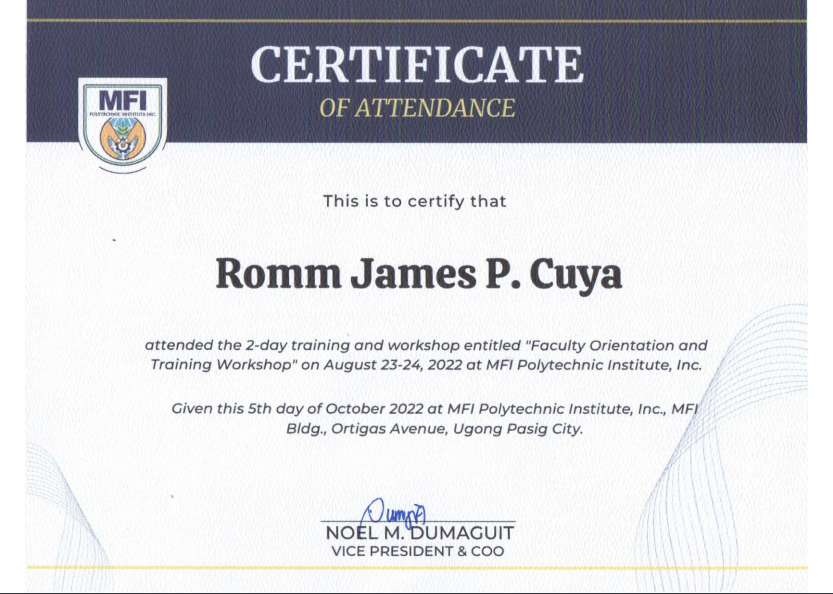 CERTIFICATE
OF ATTENDANCE
MFI
POLYTECHNIC INSTITUTE INC.
This is to certify that
Romm James P. Cuya
attended the 2-day training and workshop entitled "Faculty Orientation and
Training Workshop" on August 23-24, 2022 at MFI Polytechnic Institute, Inc.
Given this 5th day of October 2022 at MFI Polytechnic Institute, Inc., MFI
Bldg., Ortigas Avenue, Ugong Pasig City.
NOEL M. DUMAGUIT
VICE PRESIDENT & COO